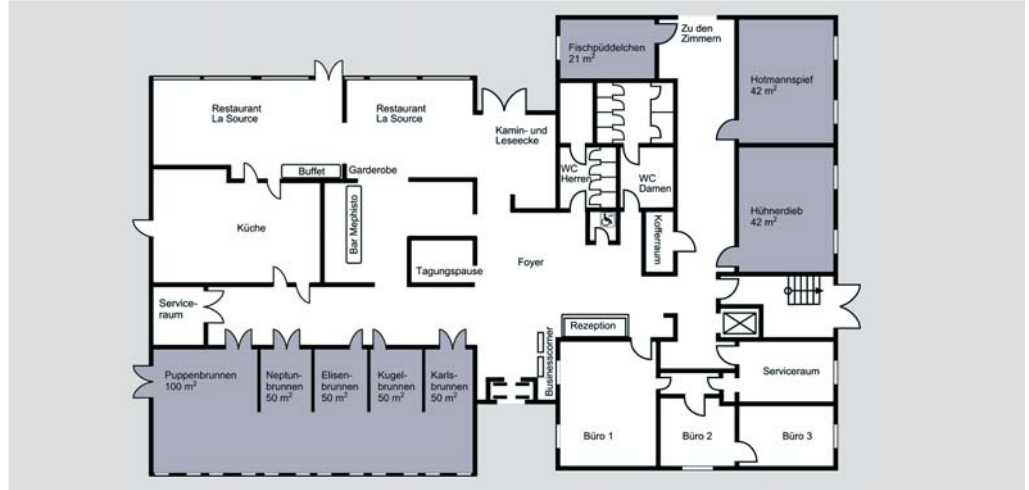 Zu den
Zimmern
Fischpüddelchen
21 m²
Hotmannspief
42 m²
Restaurant
La Source
Restaurant
La Source
Kamin- und
Leseecke
Buffet
Garderobe
WC
Herren
WC
Damen
Hühnerdieb
42 m²
Küche
Bar Mephisto
Kofferraum
Tagungspause
Foyer
Service-
raum
Rezeption
Businesscorner
Puppenbrunnen
100 m²
Neptun-
brunnen
50 m²
Elisen-
brunnen
50 m²
Kugel-
brunnen
50 m²
Karls-
brunnen
50 m²
Serviceraum
Büro 1
Büro 2
Büro 3